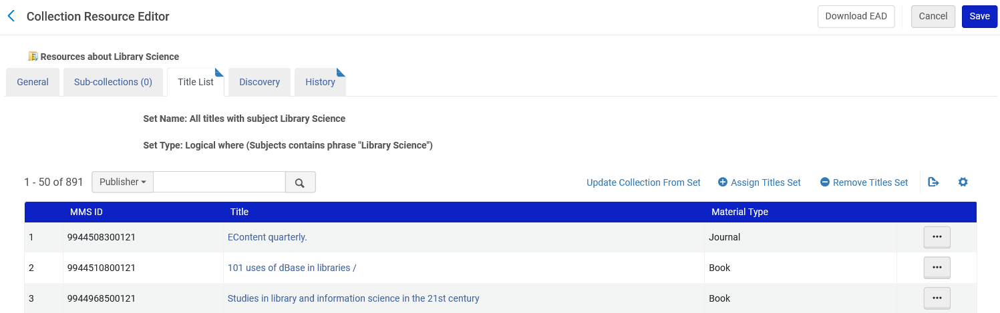 Collection Resource Editor
Download EAD
Cancel
Save
Resources about Library Science
General
Sub-collections (0)
Title List
Discovery
History
Set Name: All titles with subject Library Science
Set Type: Logical where (Subjects contains phrase "Library Science")
1 - 50 of 891
Publisher
Update Collection From Set
Assign Titles Set
Remove Titles Set
MMS ID Title Material Type
1 9944508300121 EContent quarterly. Journal
2 9944510800121 101 uses of dBase in libraries / Book
3 9944968500121 Studies in library and information science in the 21st century Book